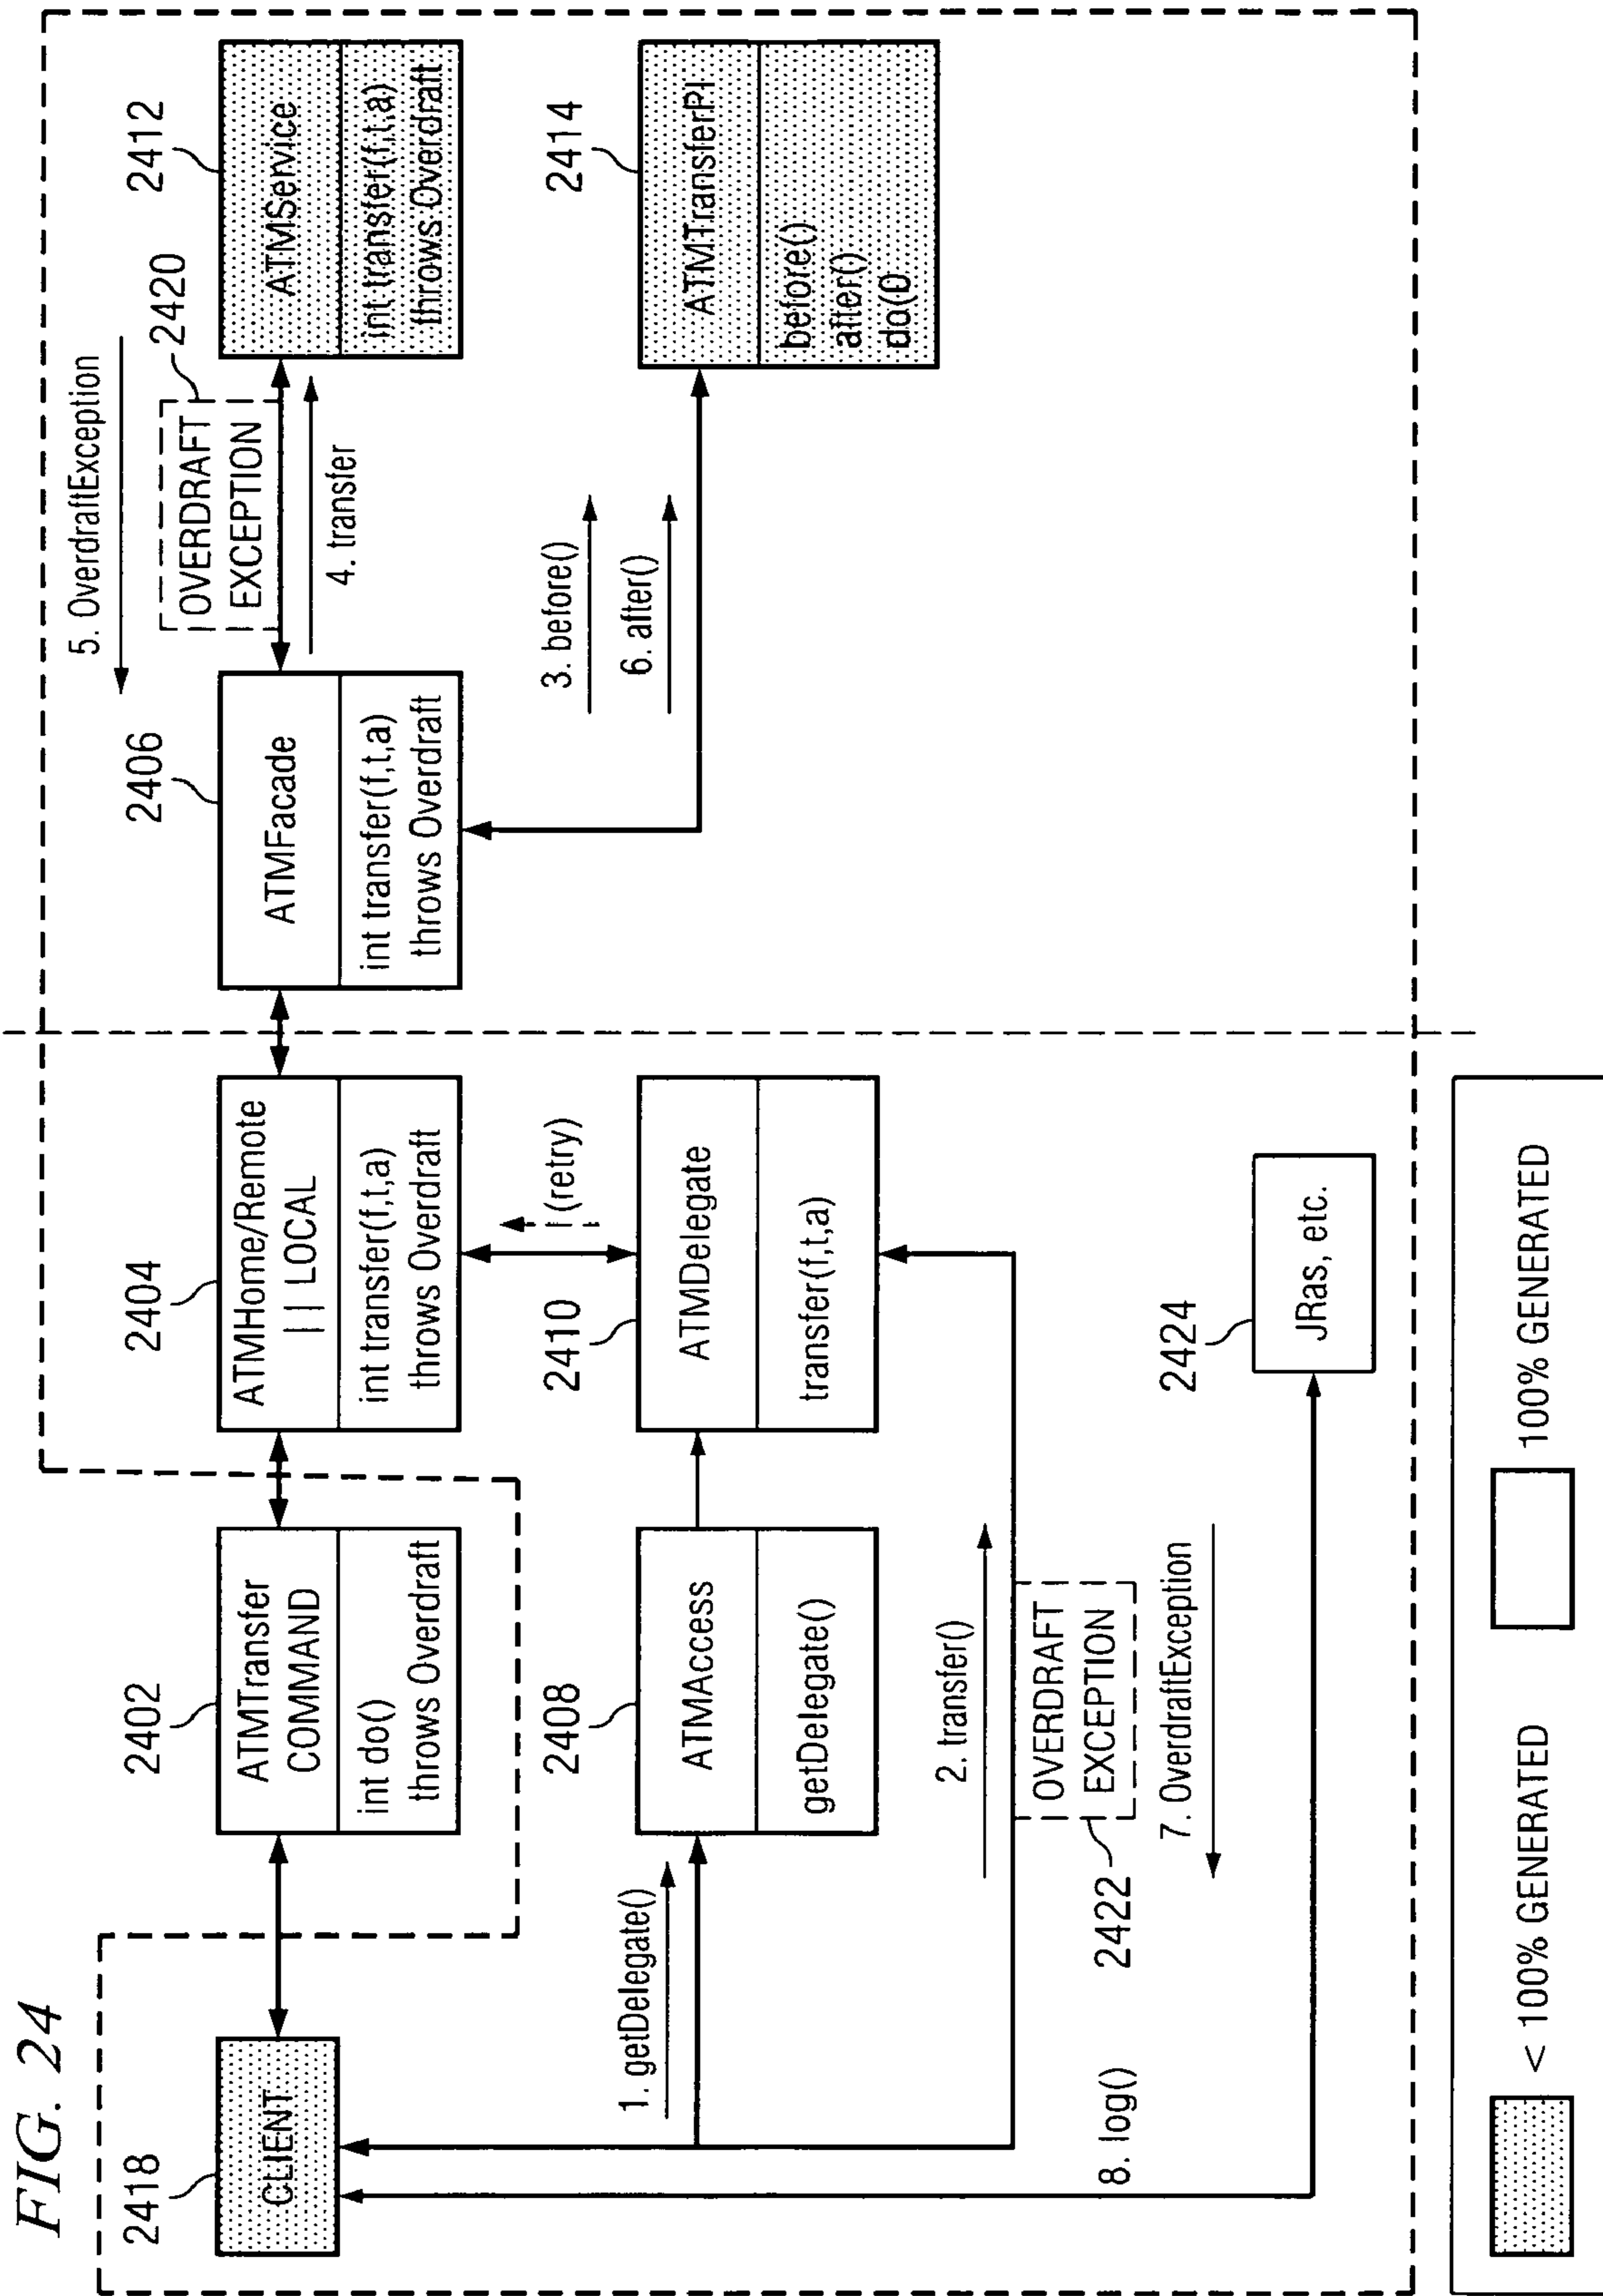 FIG. 24
2418
CLIENT
2402
ATMTransfer
COMMAND
int do()
throws Overdraft
2404
ATMHome/Remote
|| LOCAL
int transfer(f,t,a)
throws Overdraft
2406
ATMFacade
int transfer(f,t,a)
throws Overdraft
5. OverdraftException
2420
OVERDRAFT
EXCEPTION
4. transfer
2412
ATMService
int transfer(f,t,a)
throws Overdraft
1. getDelegate()
2408
ATMAccess
getDelegate()
2410
(retry)
ATMDelegate
transfer(f,t,a)
3. before()
6. after()
2414
ATMTransferPI
before()
after()
do(0
2. transfer()
OVERDRAFT
EXCEPTION
2422
7. OverdraftException
8. log()
2424
JRas, etc.
< 100% GENERATED
100% GENERATED